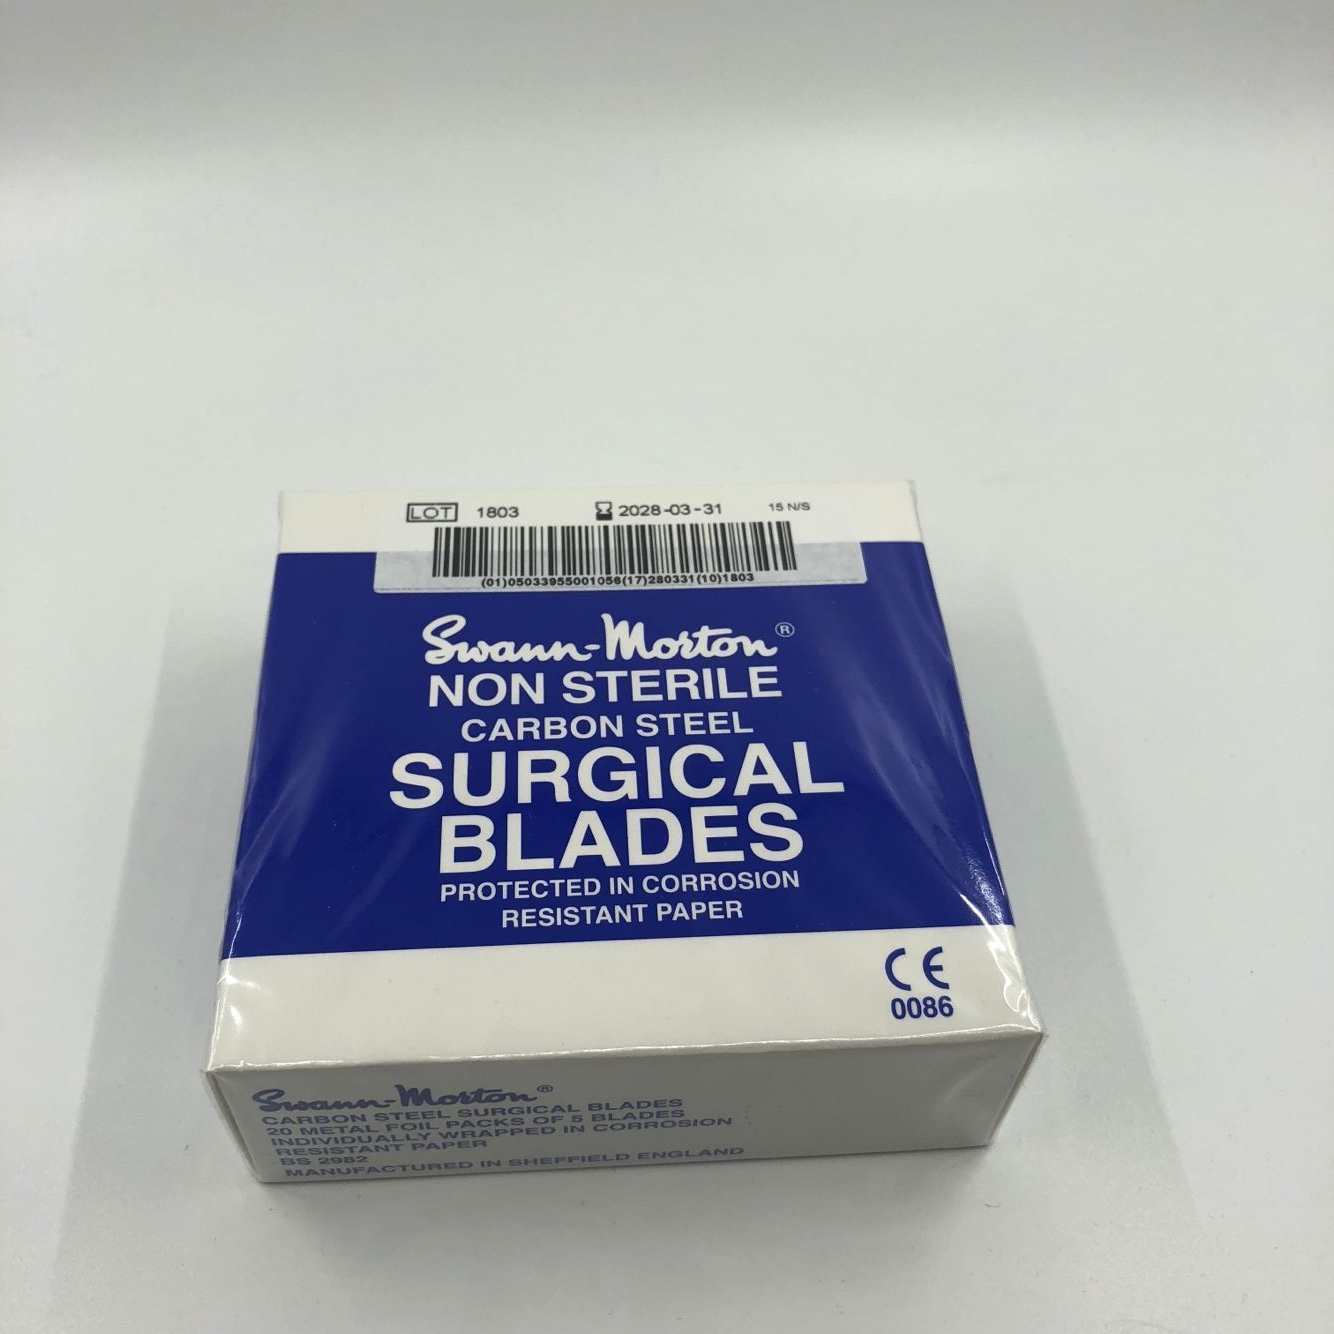 LOT 1803 2028-03-31 15 N/S
(01)05033955001056(17)280331(10)1803
Swann-Morton®
NON STERILE
CARBON STEEL
SURGICAL
BLADES
PROTECTED IN CORROSION
RESISTANT PAPER
CE
0086
Swann-Morton®
CARBON STEEL SURGICAL BLADES
20 METAL FOIL PACKS OF 5 BLADES
INDIVIDUALLY WRAPPED IN CORROSION
RESISTANT PAPER
BS 2982
MANUFACTURED IN SHEFFIELD ENGLAND